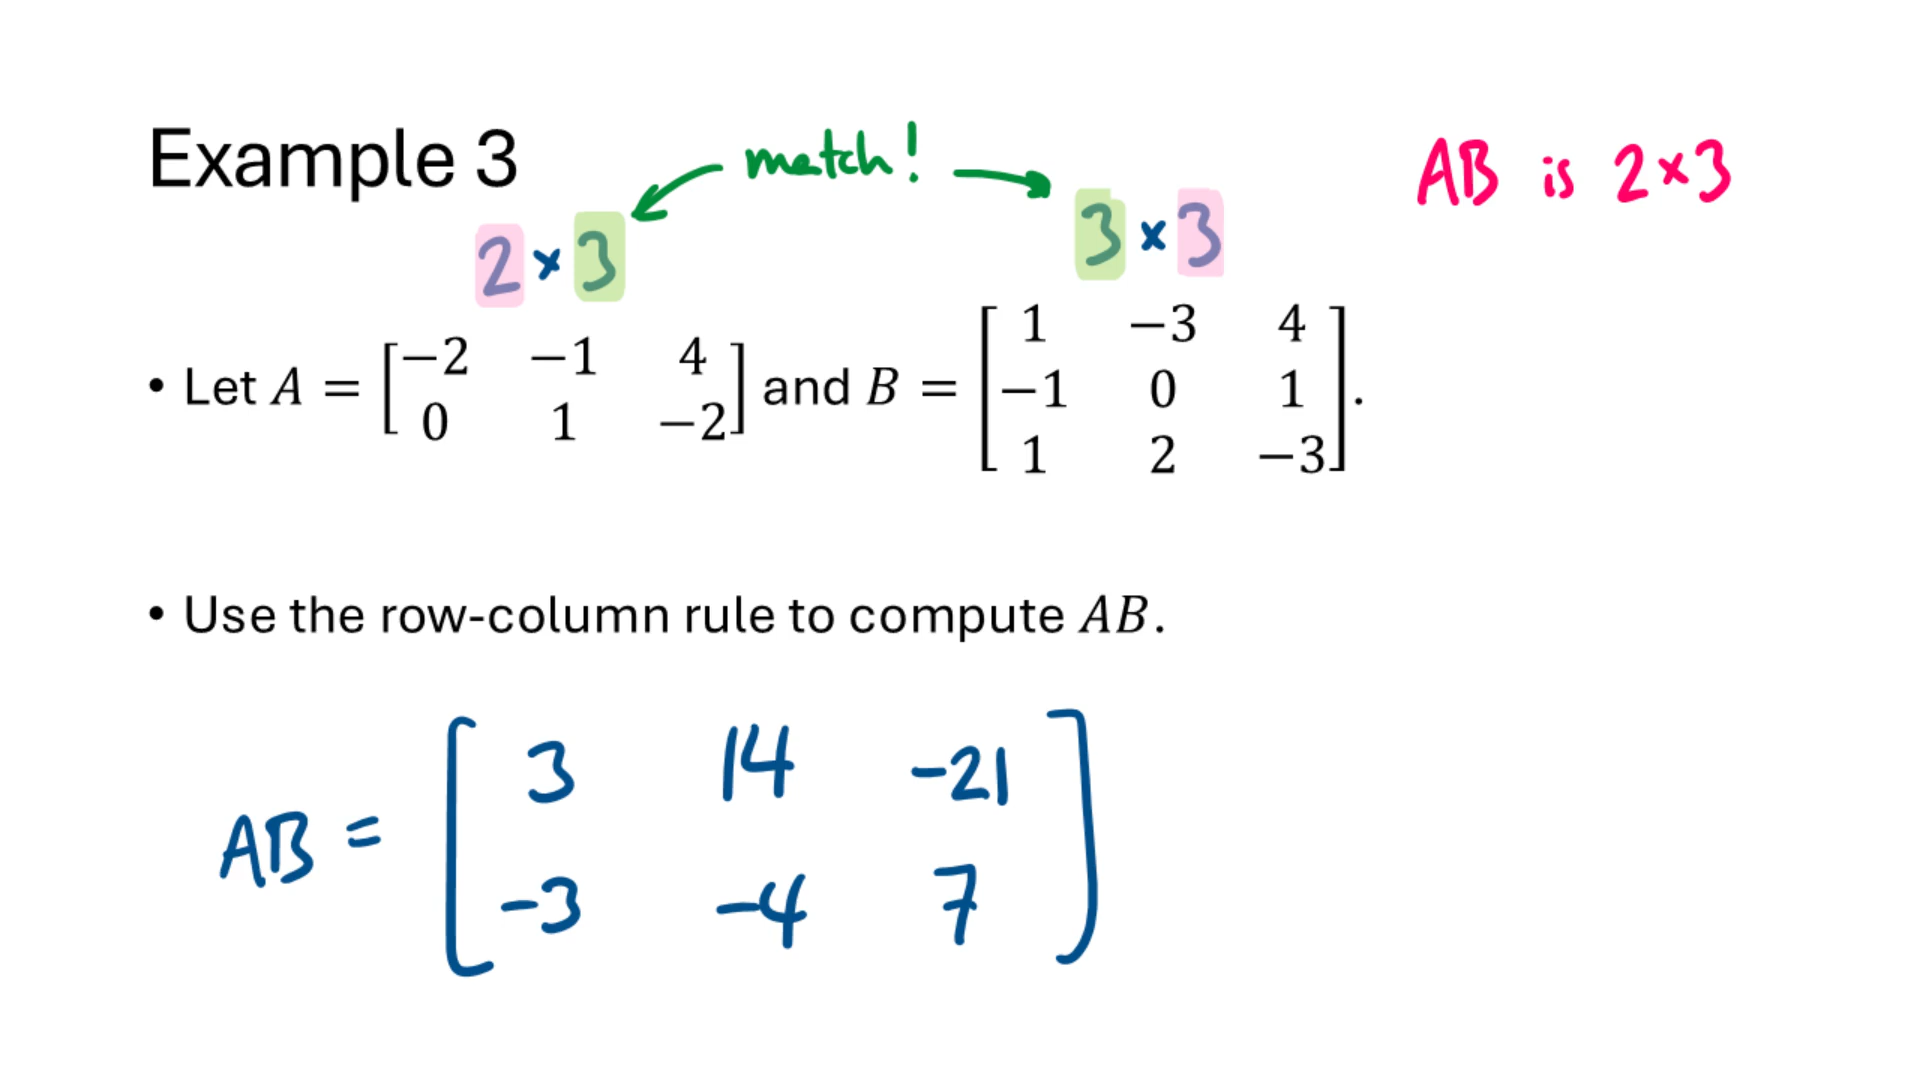 Example 3
match!
AB is 2×3
2×3
3×3
• Let A = [−2 −1 4; 0 1 −2] and B = [1 −3 4; −1 0 1; 1 2 −3].
• Use the row-column rule to compute AB.
AB = [3 14 -21; -3 -4 7]